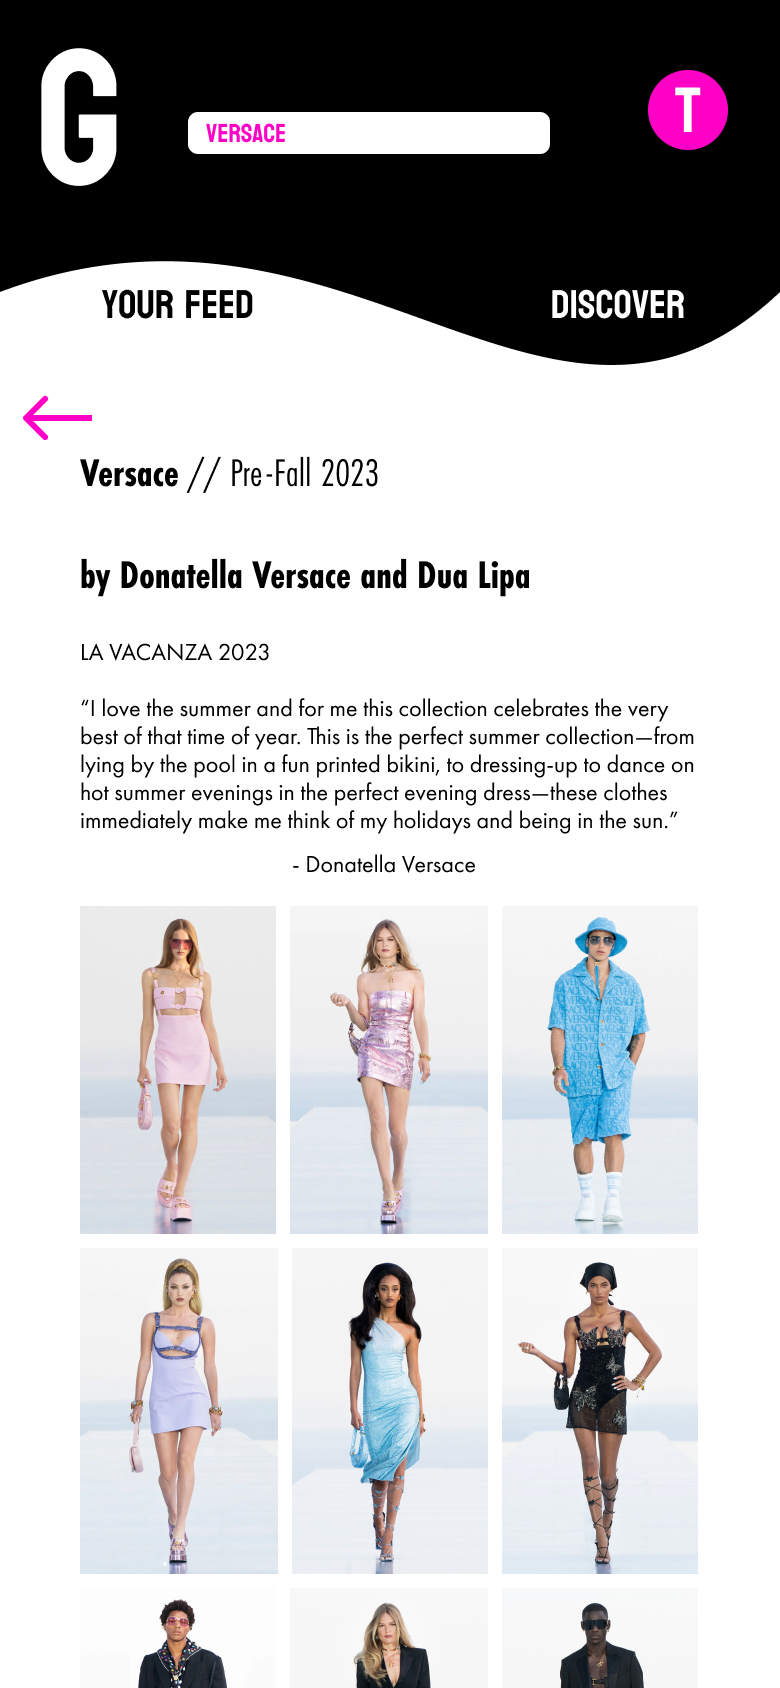 G
VERSACE
T
YOUR FEED
DISCOVER
Versace // Pre-Fall 2023
by Donatella Versace and Dua Lipa
LA VACANZA 2023
“I love the summer and for me this collection celebrates the very
best of that time of year. This is the perfect summer collection—from
lying by the pool in a fun printed bikini, to dressing-up to dance on
hot summer evenings in the perfect evening dress—these clothes
immediately make me think of my holidays and being in the sun.”
- Donatella Versace